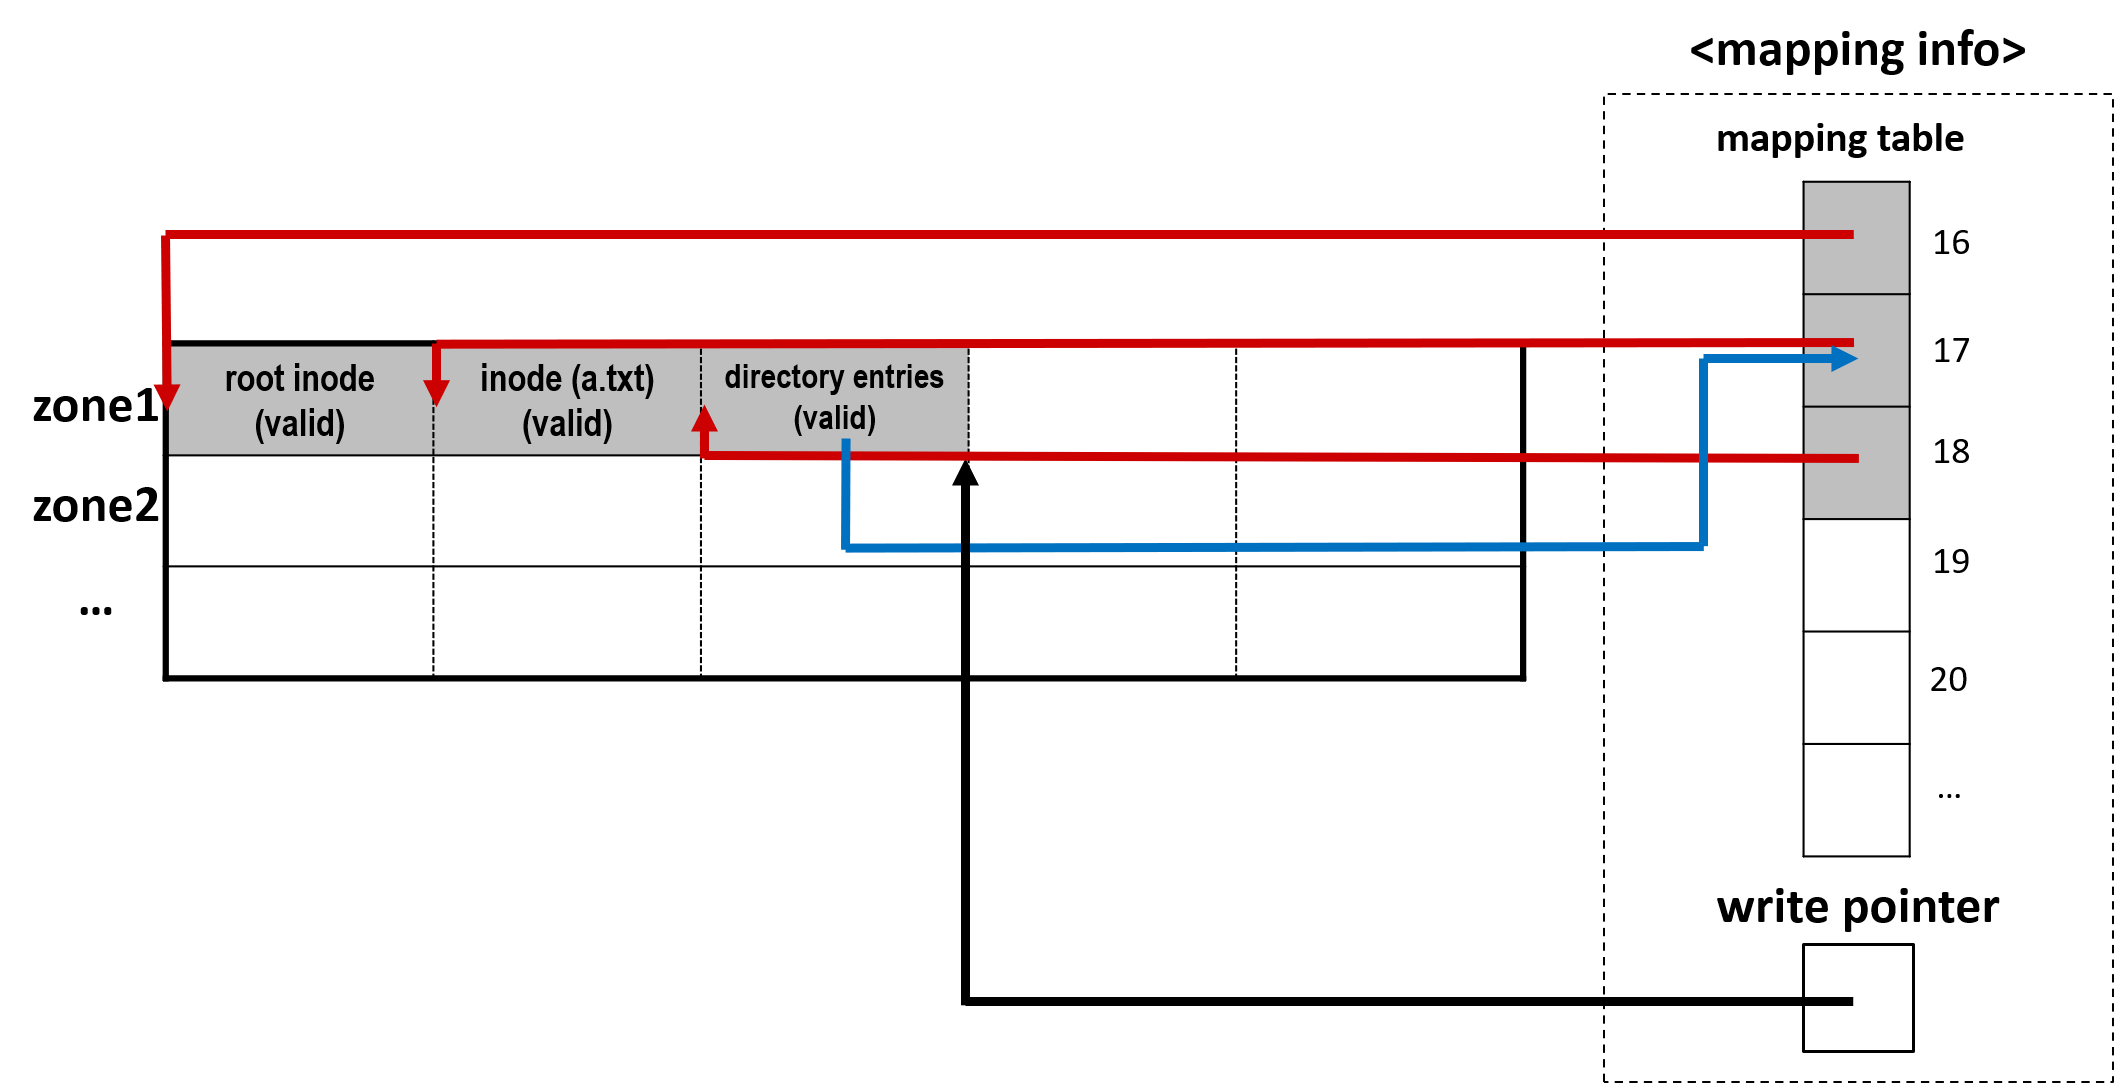 <mapping info>
mapping table
16
17
18
19
20
...
write pointer
zone1
root inode
(valid)
inode (a.txt)
(valid)
directory entries
(valid)
zone2
...